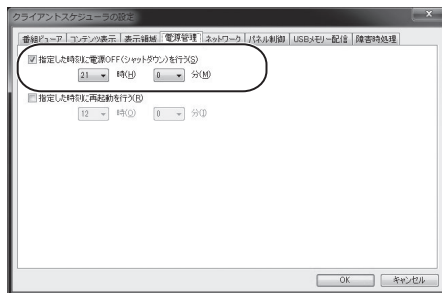 クライアントスケジューラの設定
番組ビューア コンテンツ表示 表示領域 電源管理 ネットワーク パネル制御 USBメモリー配信 障害時処理
指定した時刻に電源OFF(シャットダウン)を行う(S)
21 時(H) 0 分(M)
指定した時刻に再起動を行う(R)
12 時(O) 0 分(I)
OK キャンセル